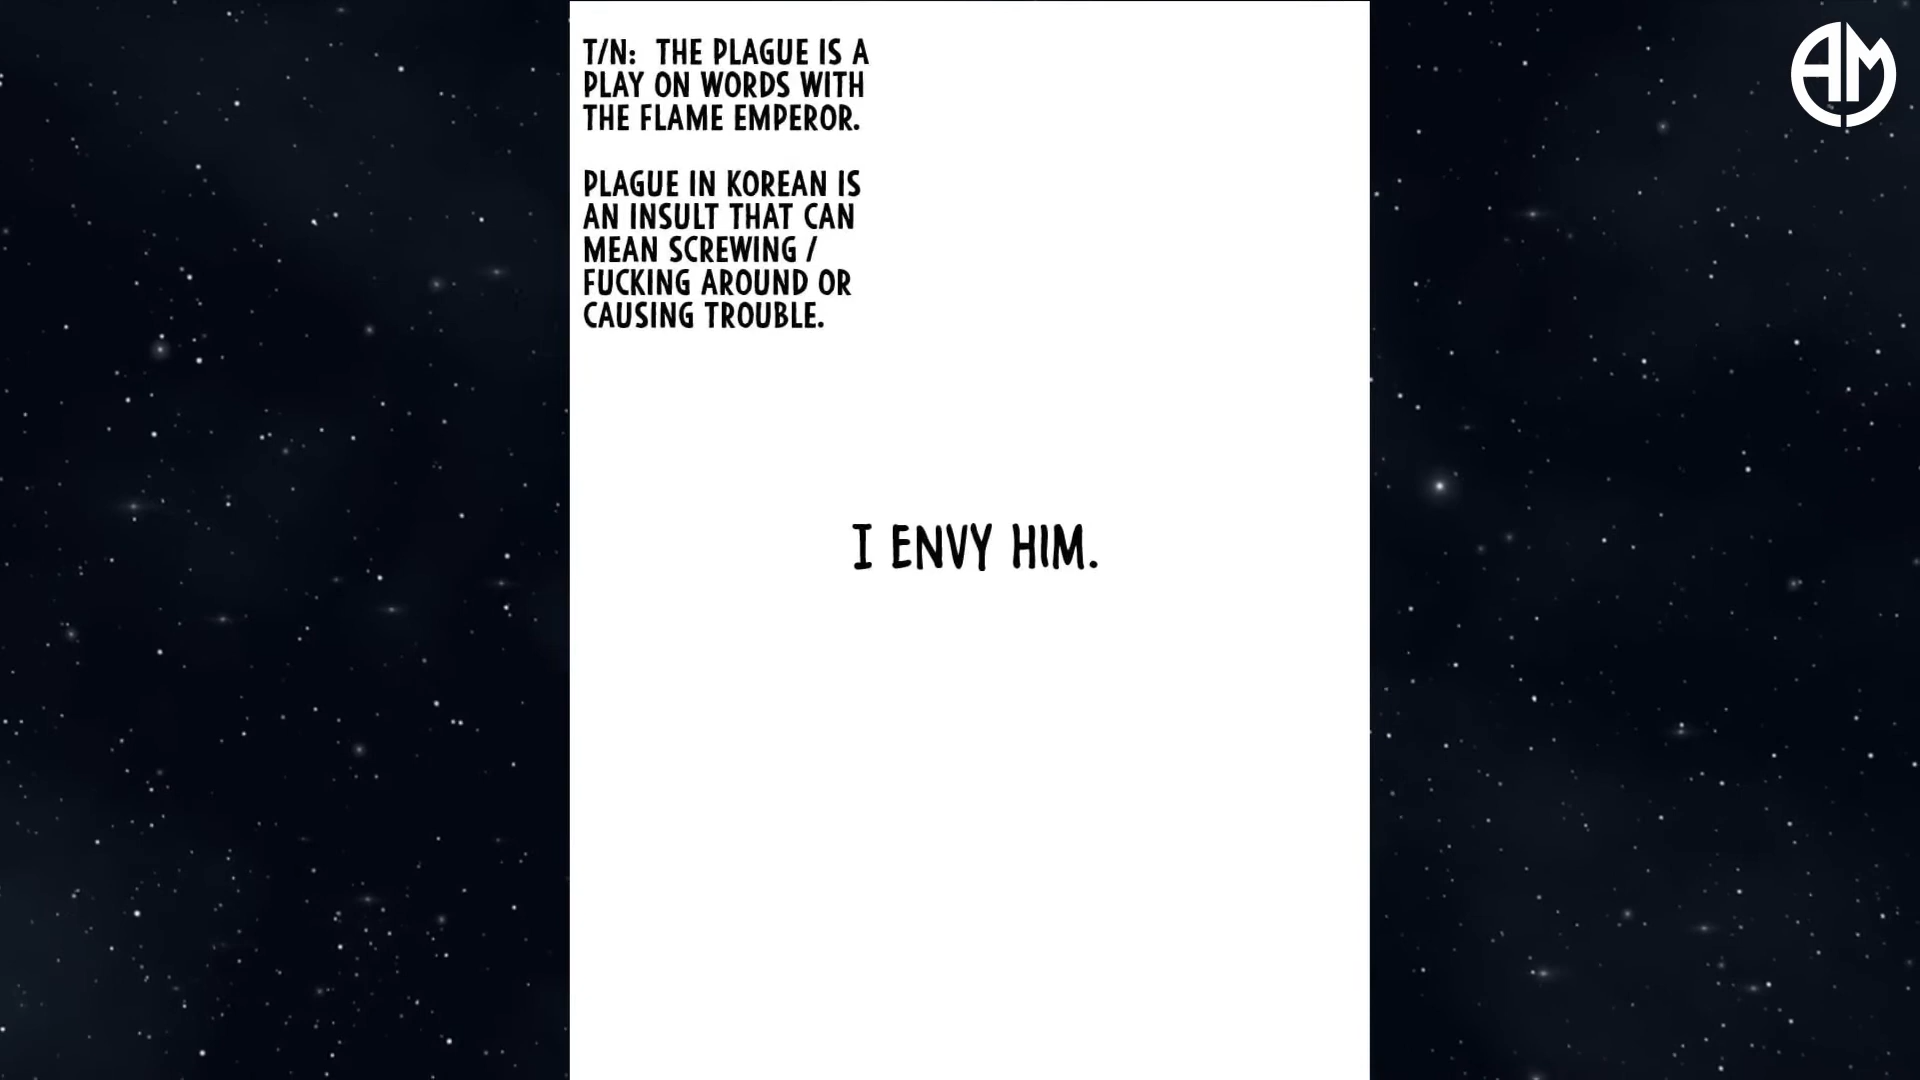 T/N: THE PLAGUE IS A
PLAY ON WORDS WITH
THE FLAME EMPEROR.
PLAGUE IN KOREAN IS
AN INSULT THAT CAN
MEAN SCREWING /
FUCKING AROUND OR
CAUSING TROUBLE.
I ENVY HIM.
AM